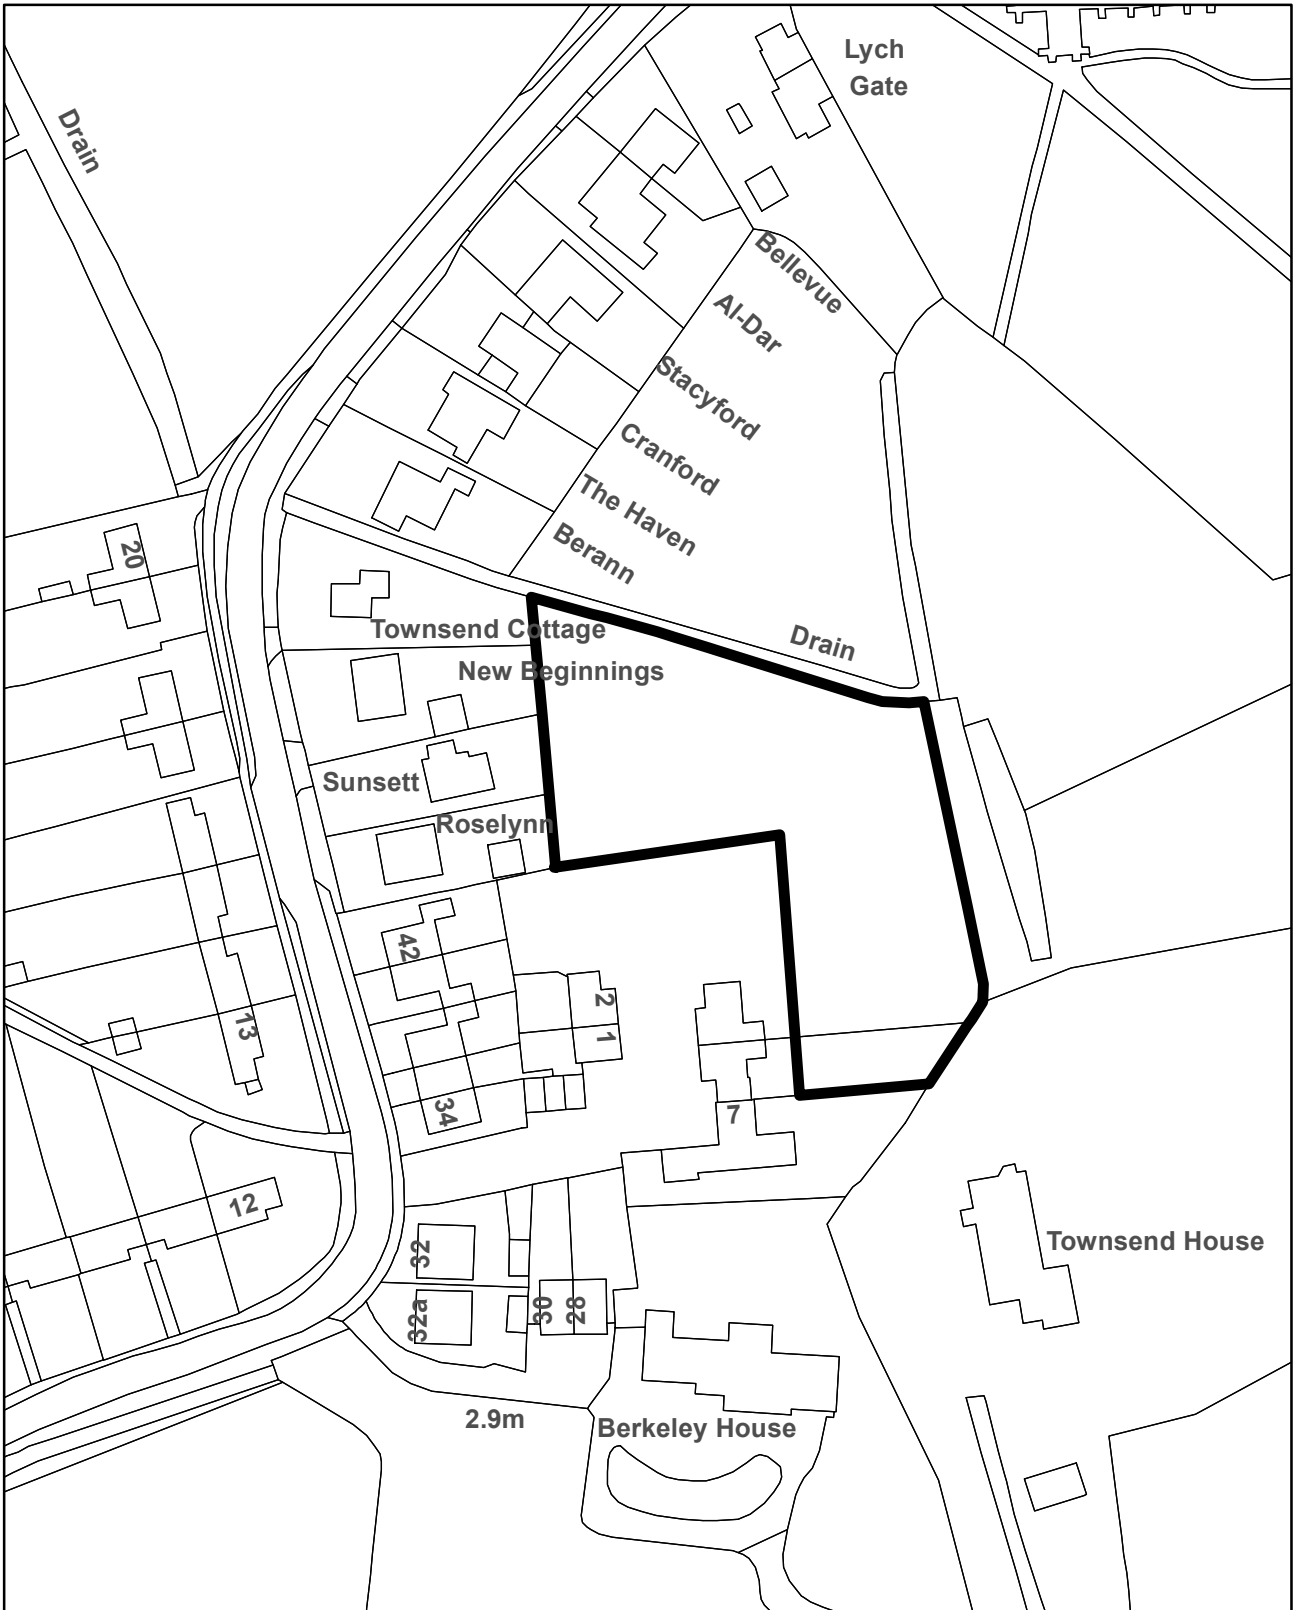 Lych
Gate
Drain
Bellevue
Al-Dar
Stacyford
Cranford
The Haven
Berann
20
Townsend Cottage
Drain
New Beginnings
Sunsett
Roselynn
42
2
13
1
34
7
12
32
Townsend House
30
28
32a
2.9m
Berkeley House